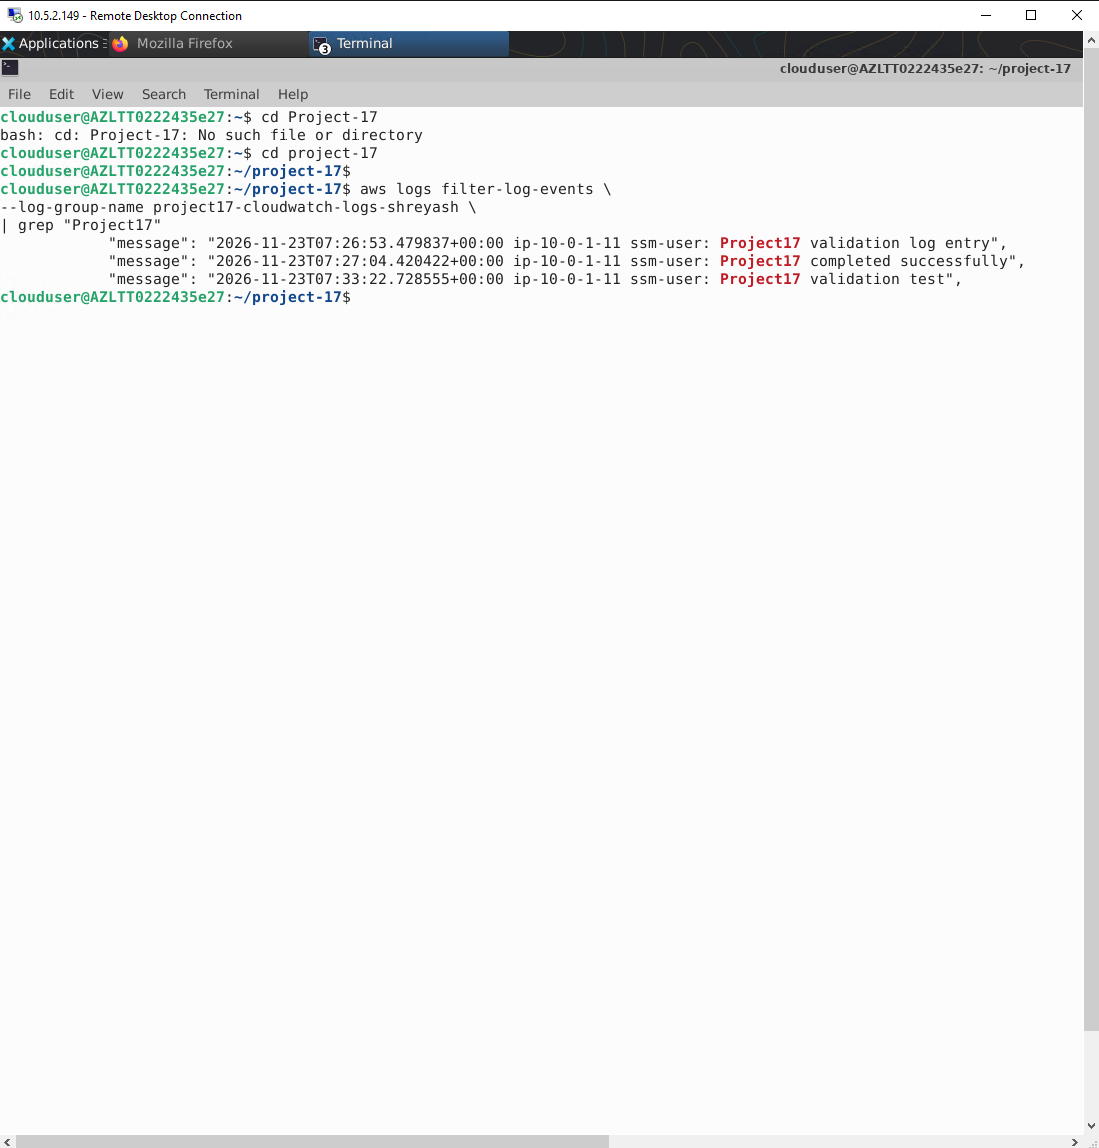 10.5.2.149 - Remote Desktop Connection
Applications Mozilla Firefox 3 Terminal
clouduser@AZLTT0222435e27: ~/project-17
File Edit View Search Terminal Help
clouduser@AZLTT0222435e27:~$ cd Project-17
bash: cd: Project-17: No such file or directory
clouduser@AZLTT0222435e27:~$ cd project-17
clouduser@AZLTT0222435e27:~/project-17$
clouduser@AZLTT0222435e27:~/project-17$ aws logs filter-log-events \
--log-group-name project17-cloudwatch-logs-shreyash \
| grep "Project17"
"message": "2026-11-23T07:26:53.479837+00:00 ip-10-0-1-11 ssm-user: Project17 validation log entry",
"message": "2026-11-23T07:27:04.420422+00:00 ip-10-0-1-11 ssm-user: Project17 completed successfully",
"message": "2026-11-23T07:33:22.728555+00:00 ip-10-0-1-11 ssm-user: Project17 validation test",
clouduser@AZLTT0222435e27:~/project-17$